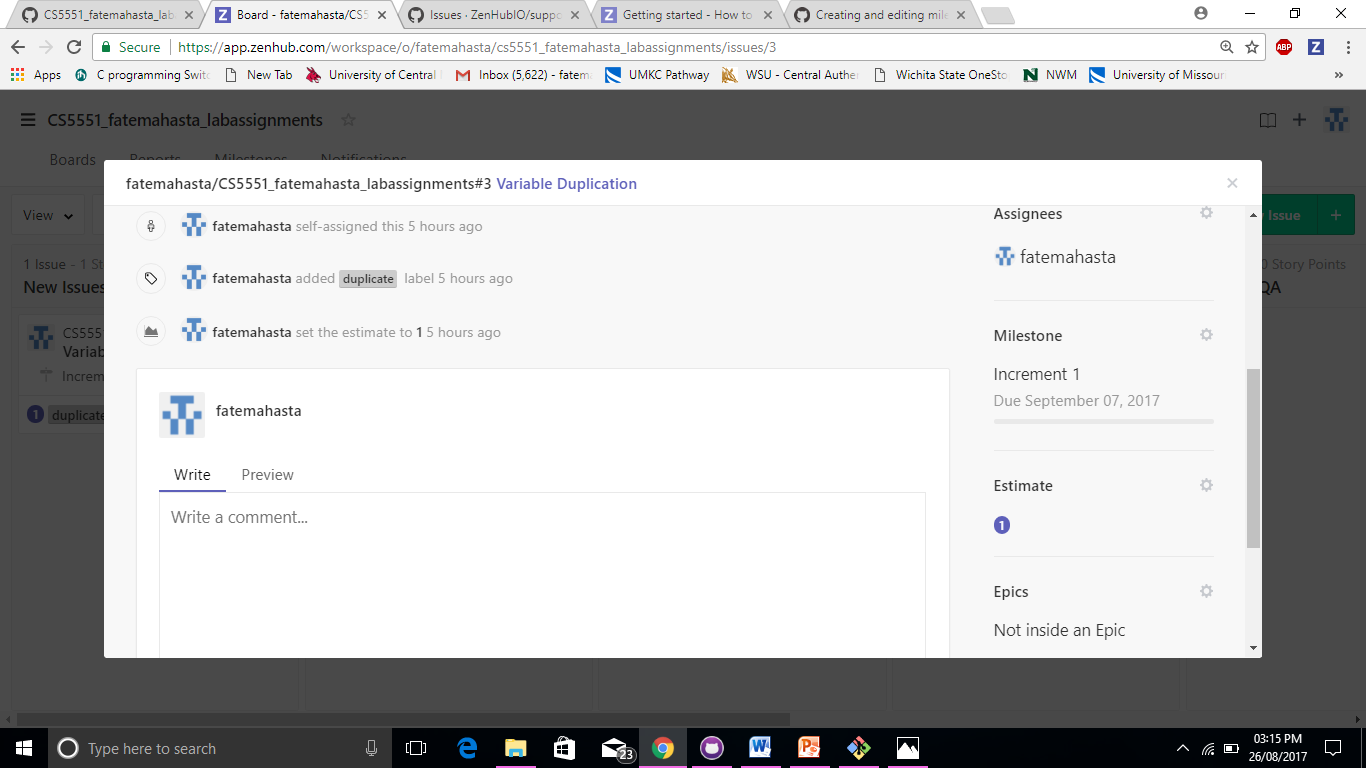 CS5551_fatemahasta_lab
Board - fatemahasta/CS5
Issues · ZenHubIO/suppo
Getting started - How to
Creating and editing mile
Secure https://app.zenhub.com/workspace/o/fatemahasta/cs5551_fatemahasta_labassignments/issues/3
ABP
Z
Apps C programming Switc New Tab University of Central Inbox (5,622) - fatema UMKC Pathway WSU - Central Authe Wichita State OneSto NWM University of Missour »
CS5551_fatemahasta_labassignments
Boards Reports Milestones Notifications
fatemahasta/CS5551_fatemahasta_labassignments#3 Variable Duplication
View
Issue +
1 Issue - 1 St
New Issues
0 Story Points
QA
CS555
Variab
Increm
1 duplicate
fatemahasta self-assigned this 5 hours ago
fatemahasta added duplicate label 5 hours ago
fatemahasta set the estimate to 1 5 hours ago
fatemahasta
Write Preview
Write a comment...
Assignees
fatemahasta
Milestone
Increment 1
Due September 07, 2017
Estimate
1
Epics
Not inside an Epic
Type here to search
23
03:15 PM
26/08/2017